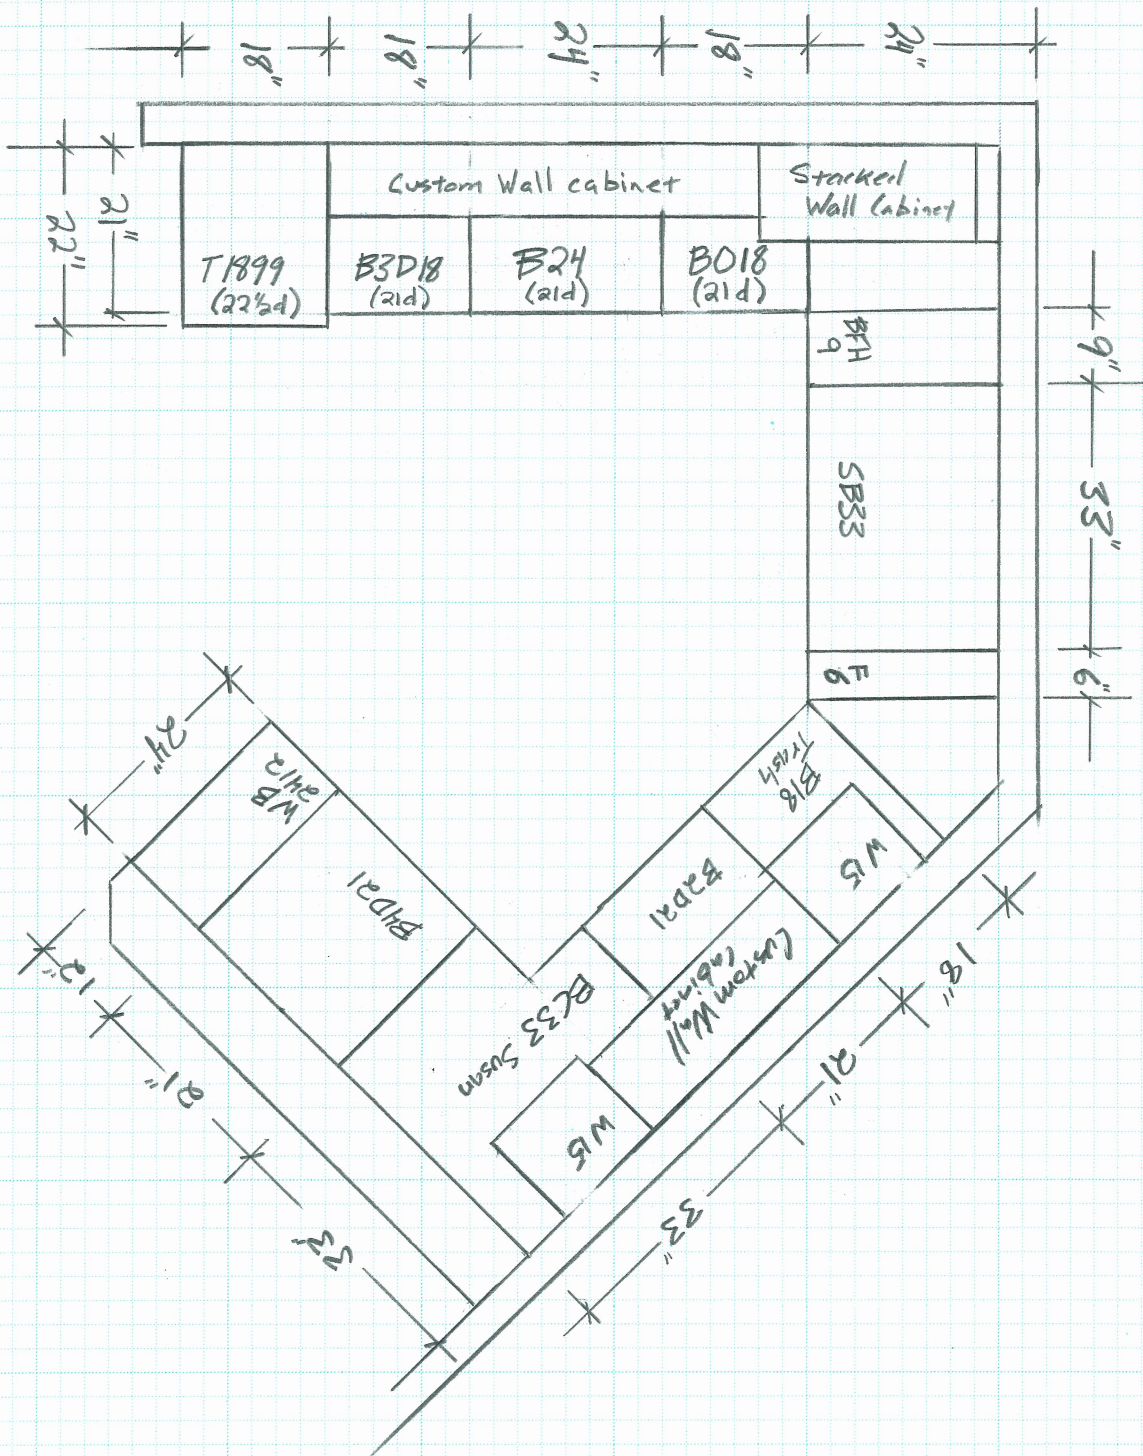 18"
18"
24"
18"
24"
21"
22"
Custom Wall cabinet
Stacked
Wall Cabinet
T1899
(22½d)
B3D18
(21d)
B24
(21d)
BO18
(21d)
BFH
9
9"
SB33
33"
F6
6"
B18
Trash
W15
B2D21
Custom Wall
Cabinet
BC33 Susan
W15
B4D21
WB
2412
24"
12"
21"
33"
18"
21"
33"